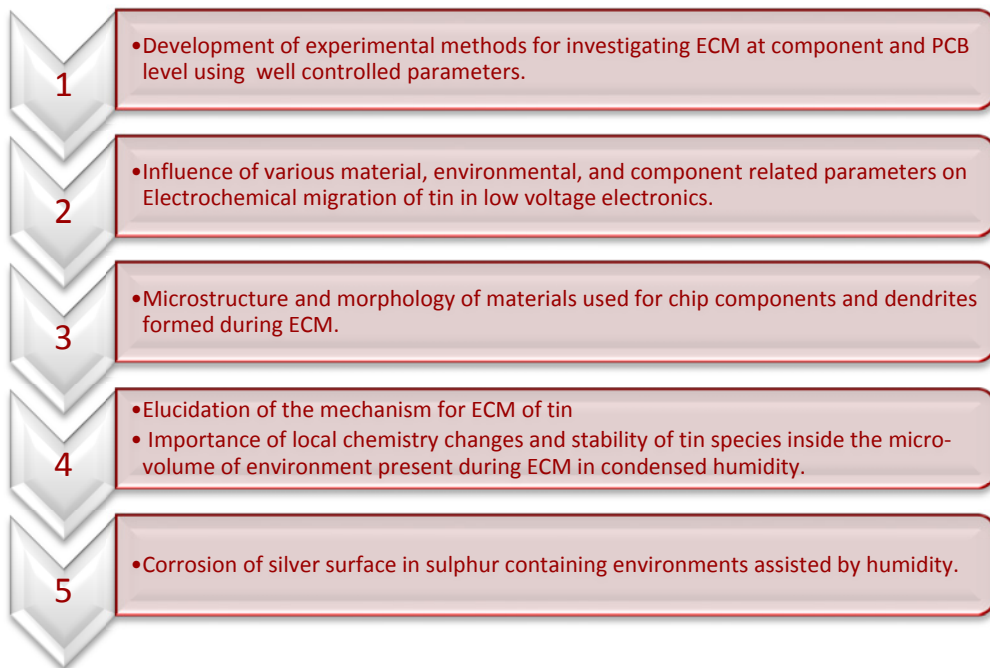 1
•Development of experimental methods for investigating ECM at component and PCB
level using well controlled parameters.
2
•Influence of various material, environmental, and component related parameters on
Electrochemical migration of tin in low voltage electronics.
3
•Microstructure and morphology of materials used for chip components and dendrites
formed during ECM.
4
•Elucidation of the mechanism for ECM of tin
• Importance of local chemistry changes and stability of tin species inside the micro-
volume of environment present during ECM in condensed humidity.
5
•Corrosion of silver surface in sulphur containing environments assisted by humidity.